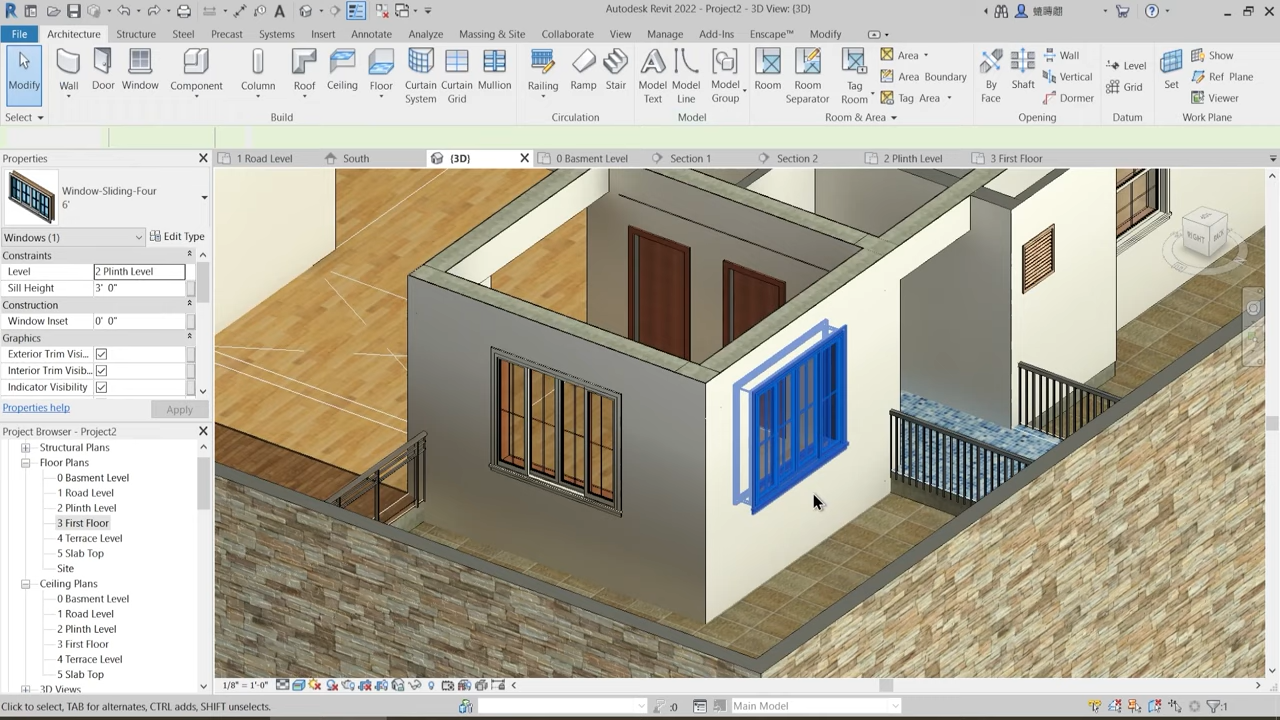 Autodesk Revit 2022 - Project2 - 3D View: {3D}
File Architecture Structure Steel Precast Systems Insert Annotate Analyze Massing & Site Collaborate View Manage Add-Ins Enscape™ Modify
Modify Wall Door Window Component Column Roof Ceiling Floor Curtain System Curtain Grid Mullion Railing Ramp Stair Model Text Model Line Model Group Room Room Separator Tag Room Area Area Boundary Tag Area By Face Shaft Wall Vertical Dormer Level Grid Set Show Ref Plane Viewer
Select Build Circulation Model Room & Area Opening Datum Work Plane
Properties
1 Road Level South {3D} 0 Basment Level Section 1 Section 2 2 Plinth Level 3 First Floor
Window-Sliding-Four
6'
Windows (1) Edit Type
Constraints
Level 2 Plinth Level
Sill Height 3' 0"
Construction
Window Inset 0' 0"
Graphics
Exterior Trim Visi...
Interior Trim Visib...
Indicator Visibility
Properties help Apply
Project Browser - Project2
Structural Plans
Floor Plans
0 Basment Level
1 Road Level
2 Plinth Level
3 First Floor
4 Terrace Level
5 Slab Top
Site
Ceiling Plans
0 Basment Level
1 Road Level
2 Plinth Level
3 First Floor
4 Terrace Level
5 Slab Top
3D Views
RIGHT
1/8" = 1'-0"
Click to select, TAB for alternates, CTRL adds, SHIFT unselects. :0 Main Model :1